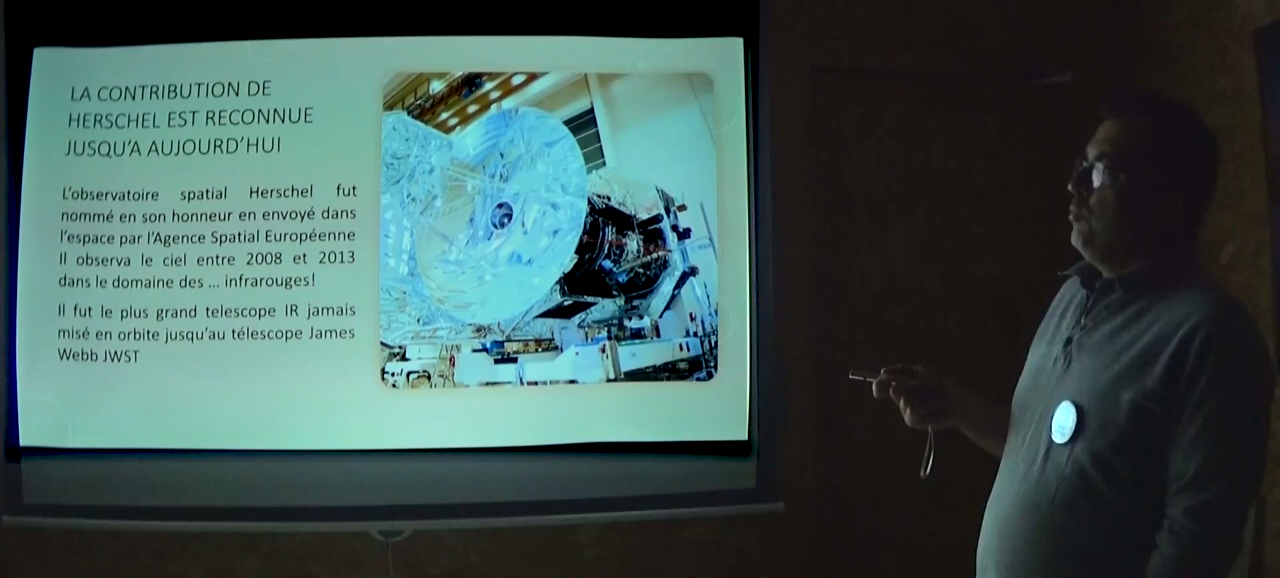 LA CONTRIBUTION DE
HERSCHEL EST RECONNUE
JUSQU'A AUJOURD'HUI
L'observatoire spatial Herschel fut
nommé en son honneur en envoyé dans
l'espace par l'Agence Spatial Européenne
Il observa le ciel entre 2008 et 2013
dans le domaine des ... infrarouges!
Il fut le plus grand telescope IR jamais
misé en orbite jusqu'au télescope James
Webb JWST